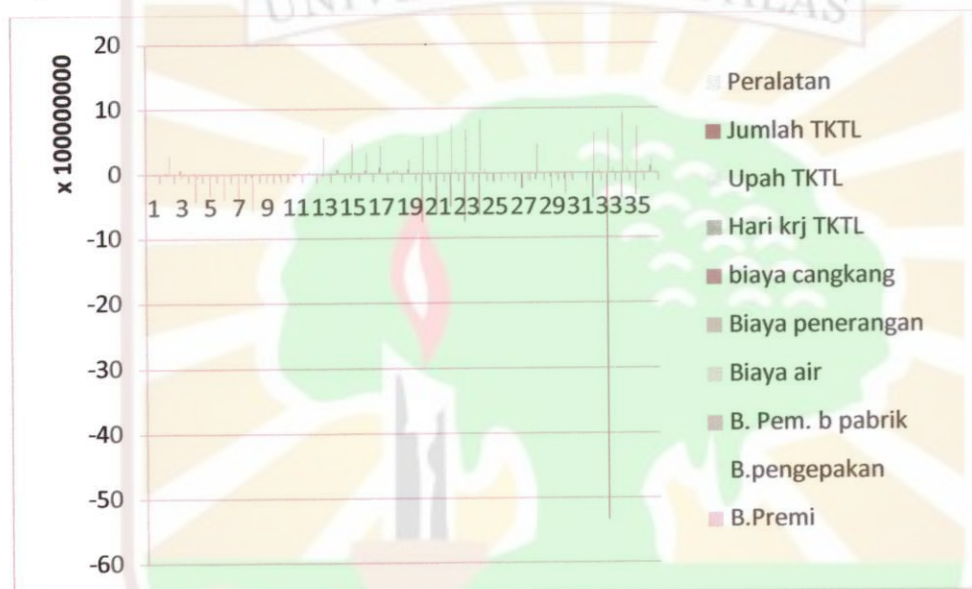 UNIV ALAS
20
10
0
-10
-20
-30
-40
-50
-60
x 100000000
1 3 5 7 9 11 13 15 17 19 21 23 25 27 29 31 33 35
Peralatan
Jumlah TKTL
Upah TKTL
Hari krj TKTL
biaya cangkang
Biaya penerangan
Biaya air
B. Pem. b pabrik
B.pengepakan
B.Premi